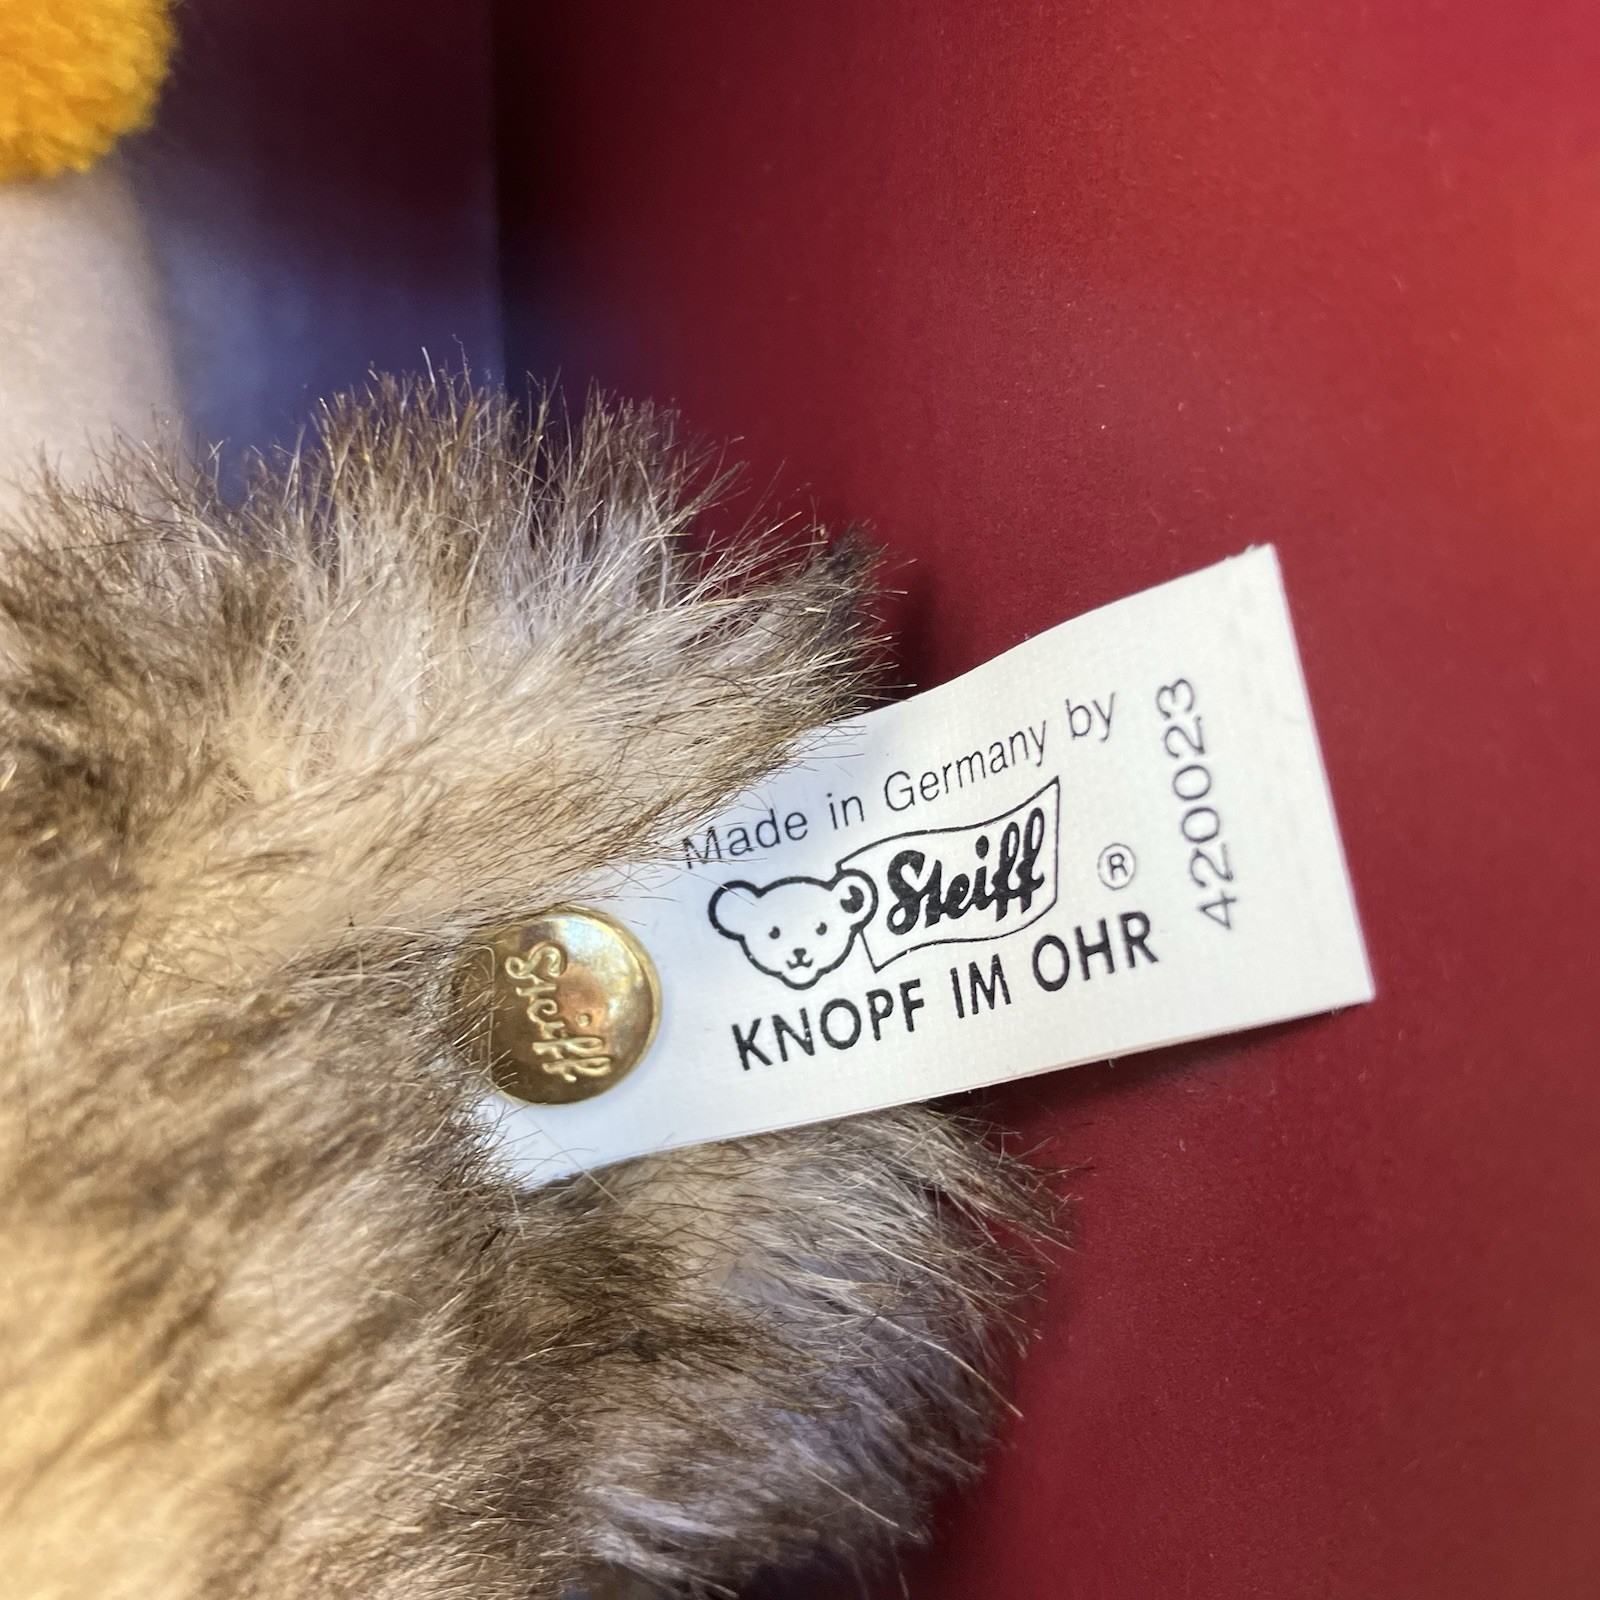 Made in Germany by
Steiff
®
KNOPF IM OHR
420023
Steiff